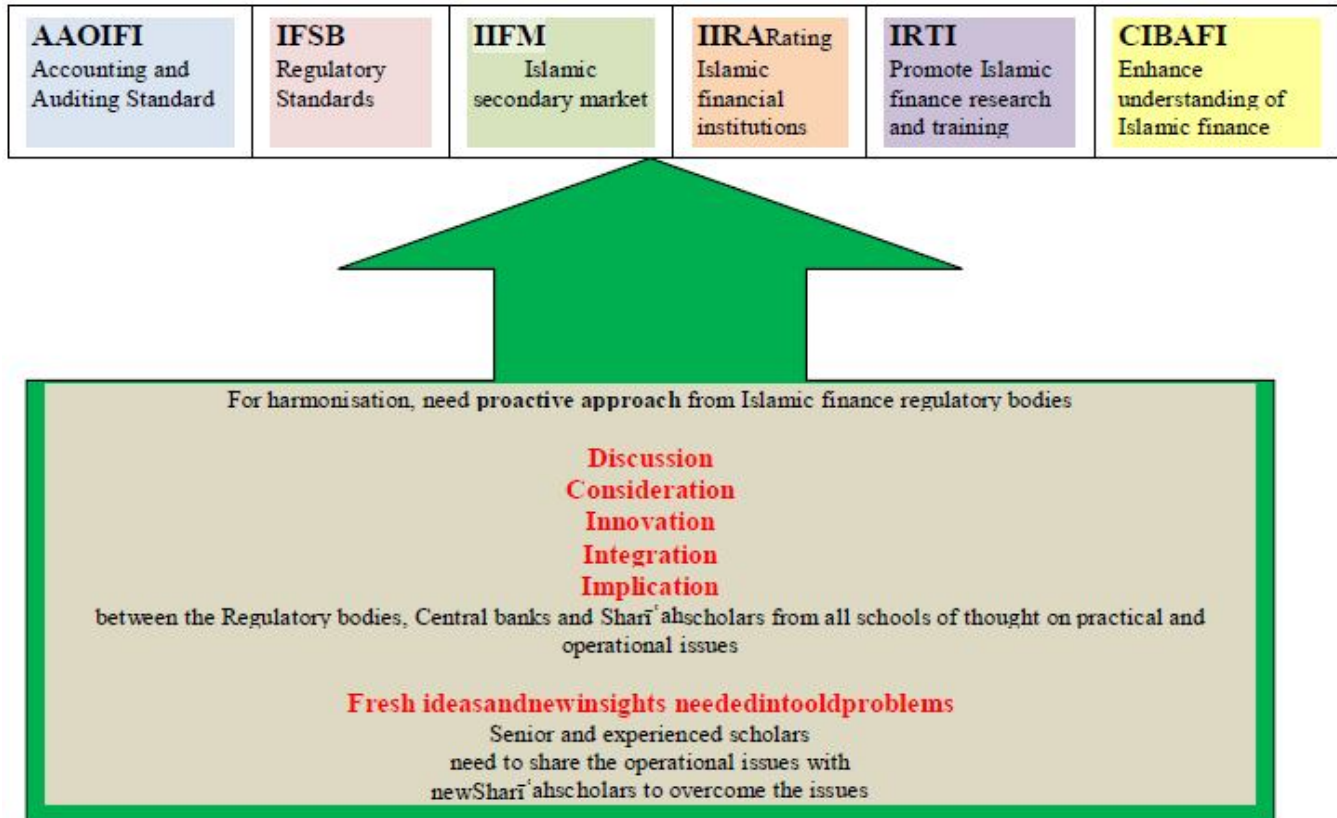 AAOIFI
Accounting and
Auditing Standard
IFSB
Regulatory
Standards
IIFM
Islamic
secondary market
IIRARating
Islamic
financial
institutions
IRTI
Promote Islamic
finance research
and training
CIBAFI
Enhance
understanding of
Islamic finance
For harmonisation, need proactive approach from Islamic finance regulatory bodies
Discussion
Consideration
Innovation
Integration
Implication
between the Regulatory bodies, Central banks and Sharīʿahscholars from all schools of thought on practical and
operational issues
Fresh ideasandnewinsights neededintooldproblems
Senior and experienced scholars
need to share the operational issues with
newSharīʿahscholars to overcome the issues